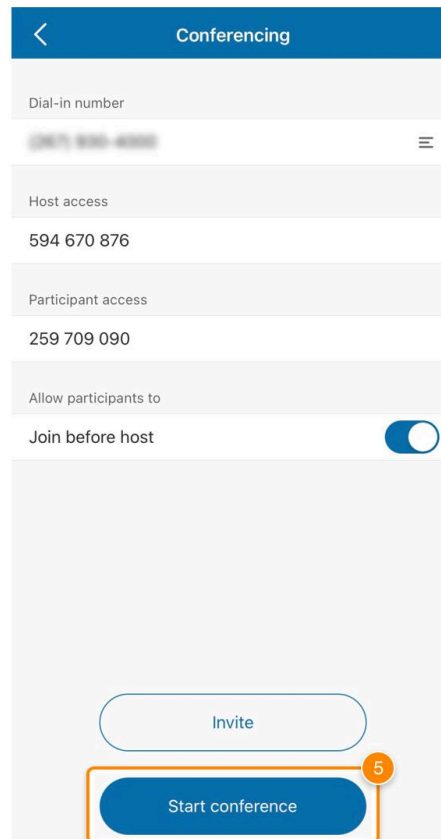 Conferencing
Dial-in number
Host access
594 670 876
Participant access
259 709 090
Allow participants to
Join before host
Invite
5
Start conference